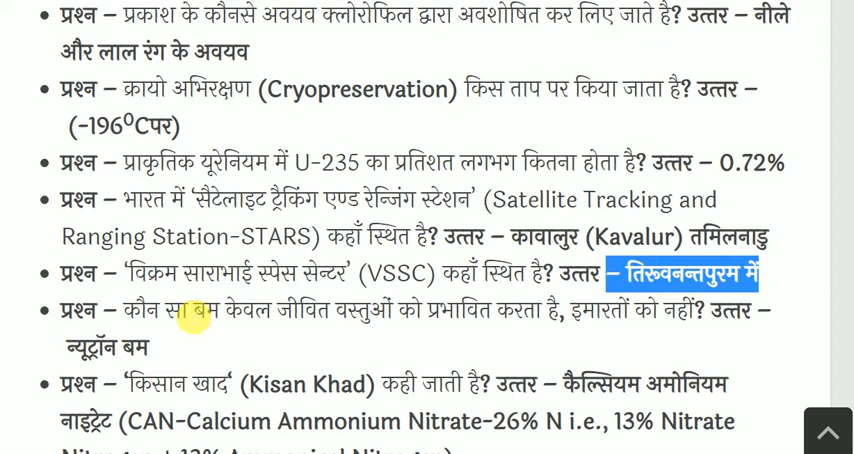 प्रश्न – प्रकाश के कौनसे अवयव क्लोरोफिल द्वारा अवशोषित कर लिए जाते है? उत्तर – नीले
और लाल रंग के अवयव
प्रश्न – क्रायो अभिरक्षण (Cryopreservation) किस ताप पर किया जाता है? उत्तर –
(-196⁰Cपर)
प्रश्न – प्राकृतिक यूरेनियम में U-235 का प्रतिशत लगभग कितना होता है? उत्तर – 0.72%
प्रश्न – भारत में ‘सैटेलाइट ट्रैकिंग एण्ड रेन्जिंग स्टेशन’ (Satellite Tracking and
Ranging Station-STARS) कहाँ स्थित है? उत्तर – कावालुर (Kavalur) तमिलनाडु
प्रश्न – ‘विक्रम साराभाई स्पेस सेन्टर’ (VSSC) कहाँ स्थित है? उत्तर – तिरूवनन्तपुरम में
प्रश्न – कौन सा बम केवल जीवित वस्तुओं को प्रभावित करता है, इमारतों को नहीं? उत्तर –
न्यूट्रॉन बम
प्रश्न – ‘किसान खाद‘ (Kisan Khad) कही जाती है? उत्तर – कैल्सियम अमोनियम
नाइट्रेट (CAN-Calcium Ammonium Nitrate-26% N i.e., 13% Nitrate